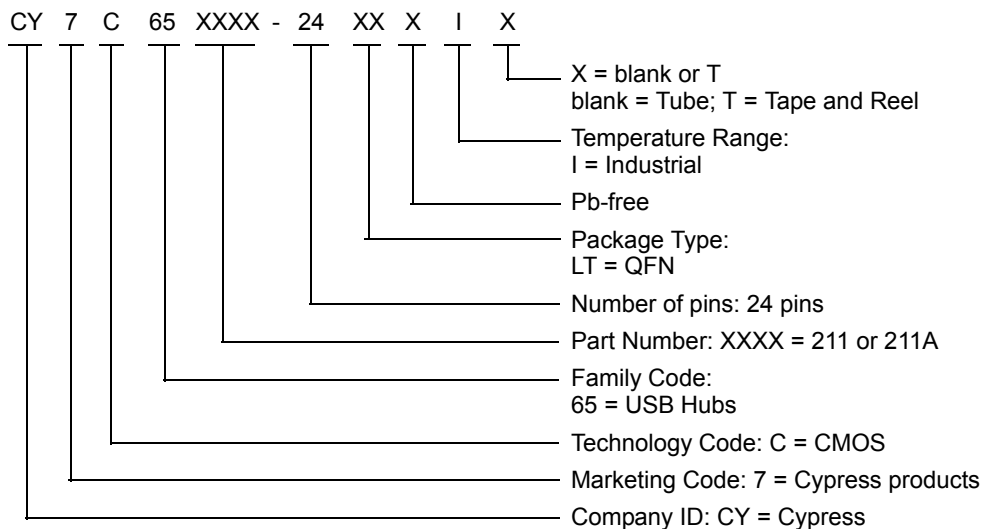 CY 7 C 65 XXXX - 24 XX X I X
X = blank or T
blank = Tube; T = Tape and Reel
Temperature Range:
I = Industrial
Pb-free
Package Type:
LT = QFN
Number of pins: 24 pins
Part Number: XXXX = 211 or 211A
Family Code:
65 = USB Hubs
Technology Code: C = CMOS
Marketing Code: 7 = Cypress products
Company ID: CY = Cypress